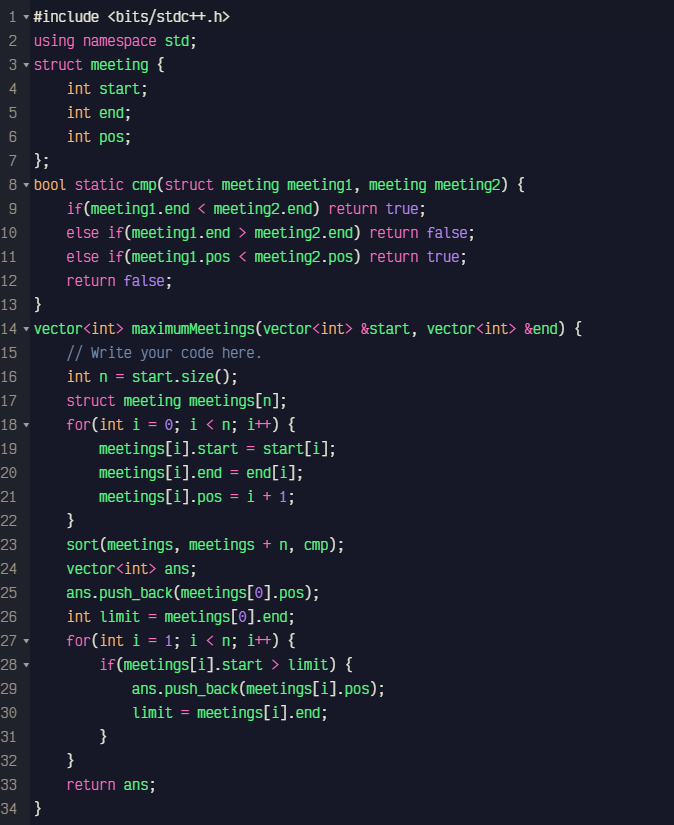 1 #include <bits/stdc++.h>
2 using namespace std;
3 struct meeting {
4     int start;
5     int end;
6     int pos;
7 };
8 bool static cmp(struct meeting meeting1, meeting meeting2) {
9     if(meeting1.end < meeting2.end) return true;
10     else if(meeting1.end > meeting2.end) return false;
11     else if(meeting1.pos < meeting2.pos) return true;
12     return false;
13 }
14 vector<int> maximumMeetings(vector<int> &start, vector<int> &end) {
15     // Write your code here.
16     int n = start.size();
17     struct meeting meetings[n];
18     for(int i = 0; i < n; i++) {
19         meetings[i].start = start[i];
20         meetings[i].end = end[i];
21         meetings[i].pos = i + 1;
22     }
23     sort(meetings, meetings + n, cmp);
24     vector<int> ans;
25     ans.push_back(meetings[0].pos);
26     int limit = meetings[0].end;
27     for(int i = 1; i < n; i++) {
28         if(meetings[i].start > limit) {
29             ans.push_back(meetings[i].pos);
30             limit = meetings[i].end;
31         }
32     }
33     return ans;
34 }